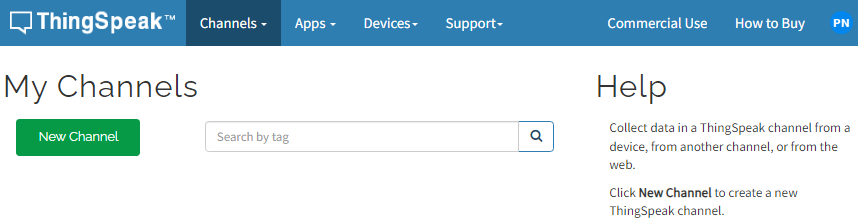 ThingSpeak™ Channels Apps Devices Support Commercial Use How to Buy PN
My Channels
New Channel
Search by tag
Help
Collect data in a ThingSpeak channel from a
device, from another channel, or from the
web.
Click New Channel to create a new
ThingSpeak channel.